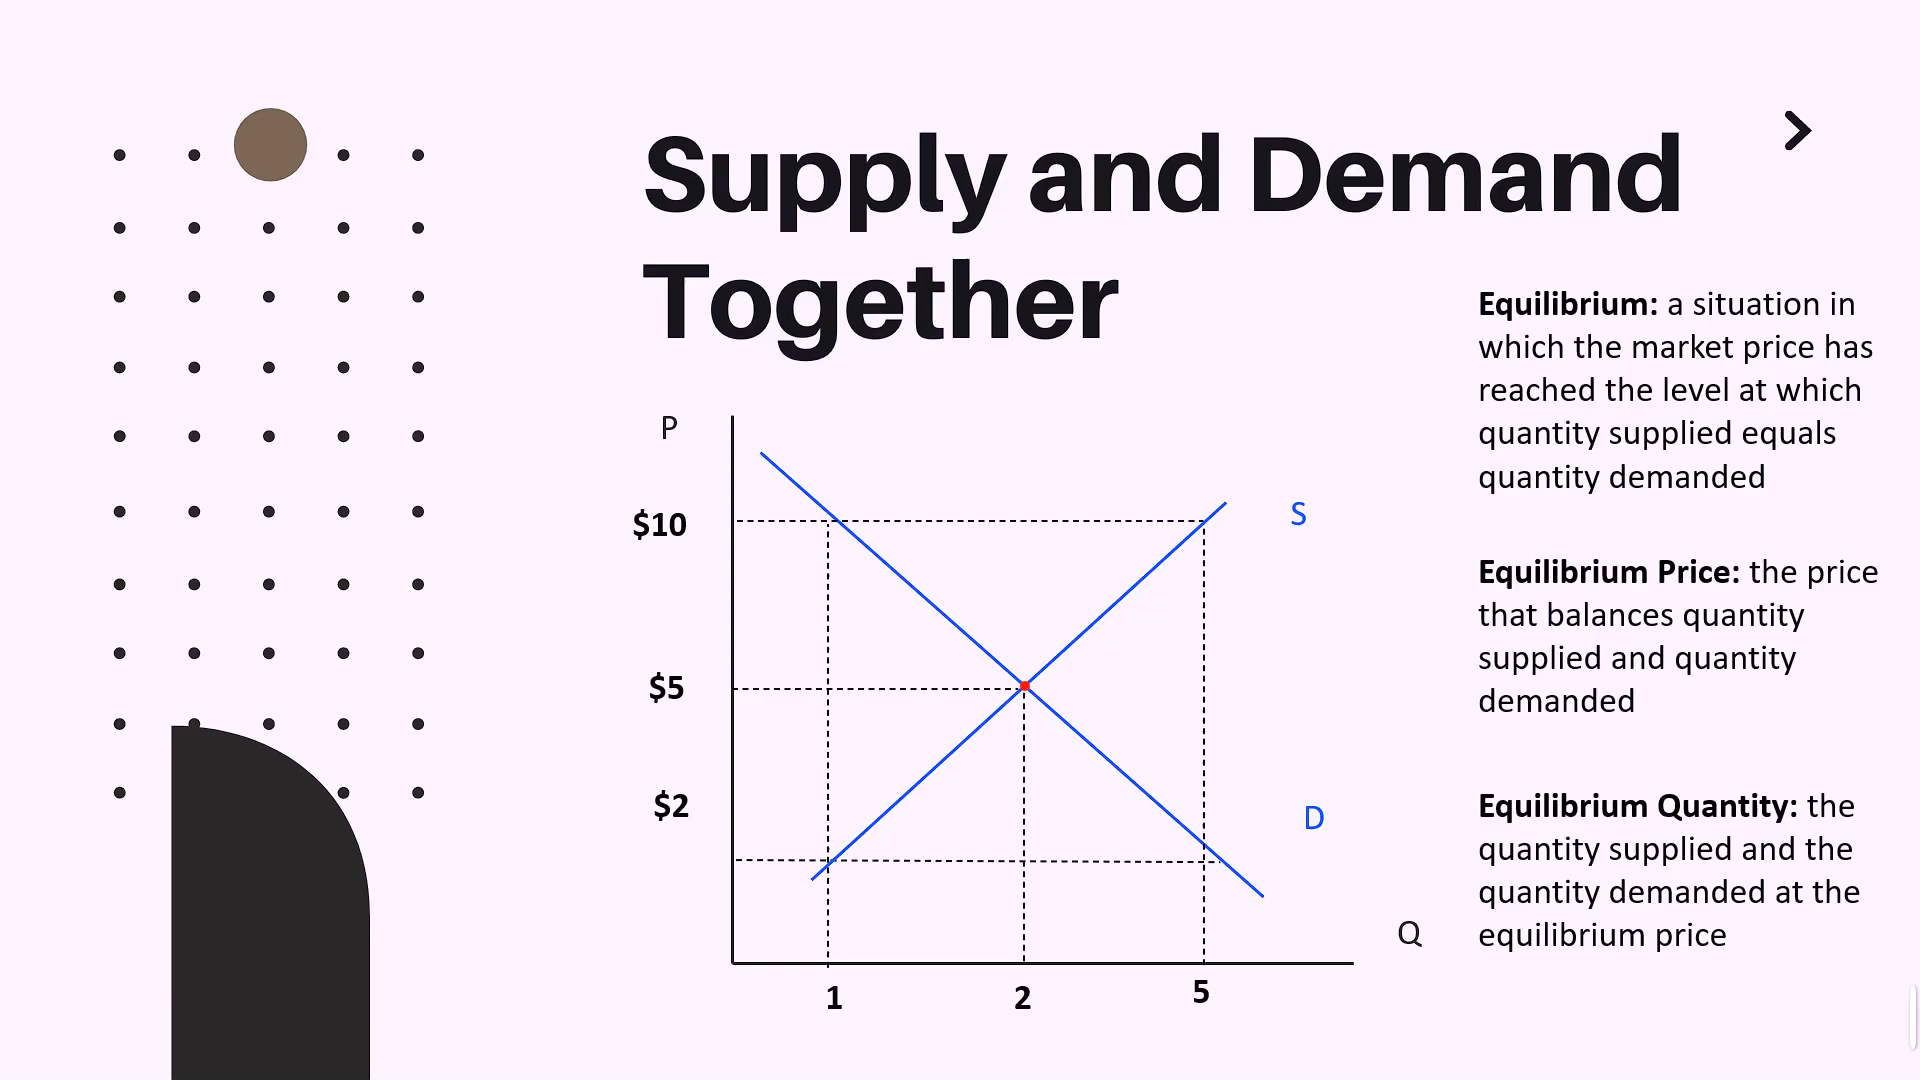 Supply and Demand
Together
P
$10
$5
$2
S
D
Q
1
2
5
Equilibrium: a situation in
which the market price has
reached the level at which
quantity supplied equals
quantity demanded
Equilibrium Price: the price
that balances quantity
supplied and quantity
demanded
Equilibrium Quantity: the
quantity supplied and the
quantity demanded at the
equilibrium price